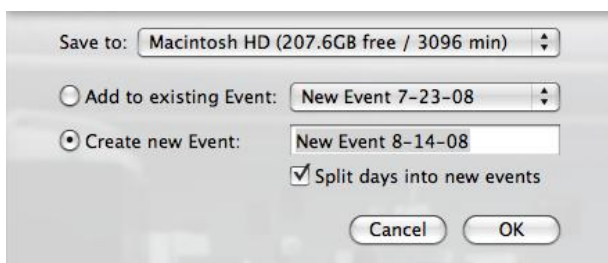 Save to: Macintosh HD (207.6GB free / 3096 min)
Add to existing Event: New Event 7-23-08
Create new Event: New Event 8-14-08
Split days into new events
Cancel OK